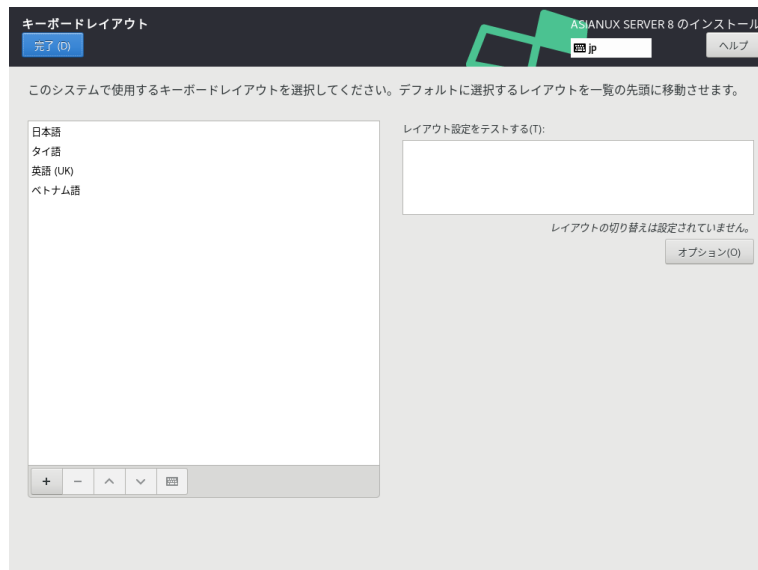 キーボードレイアウト
ASIANUX SERVER 8 のインストール
完了 (D)
jp
ヘルプ
このシステムで使用するキーボードレイアウトを選択してください。デフォルトに選択するレイアウトを一覧の先頭に移動させます。
日本語
タイ語
英語 (UK)
ベトナム語
レイアウト設定をテストする(T):
レイアウトの切り替えは設定されていません。
オプション(O)